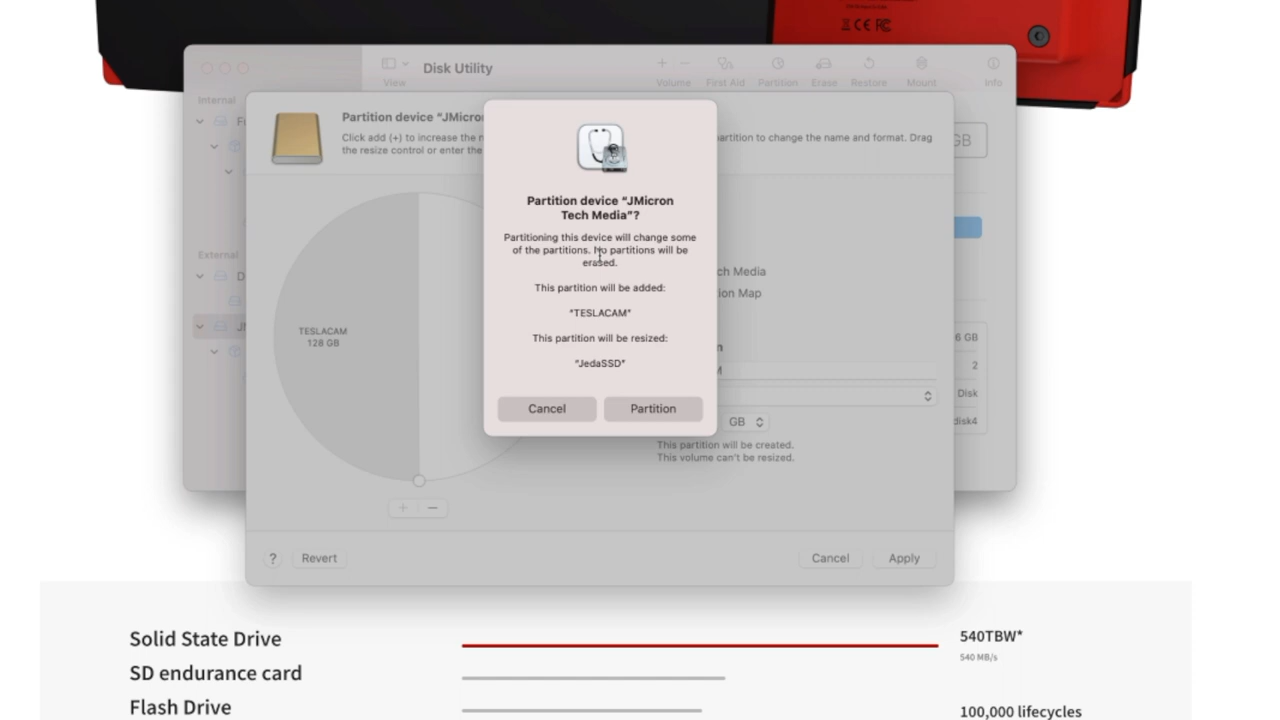 Disk Utility
View
Volume
First Aid
Partition
Erase
Restore
Mount
Info
Internal
External
GB
Partition device “JMicron
Click add (+) to increase the
the resize control or enter the
partition to change the name and format. Drag
TESLACAM
128 GB
Partition device “JMicron
Tech Media”?
Partitioning this device will change some
of the partitions. No partitions will be
erased.
This partition will be added:
“TESLACAM”
This partition will be resized:
“JedaSSD”
Cancel
Partition
Media
Map
6 GB
2
Disk
disk4
GB
This partition will be created.
This volume can't be resized.
+ −
?
Revert
Cancel
Apply
Solid State Drive
540TBW*
540 MB/s
SD endurance card
Flash Drive
100,000 lifecycles